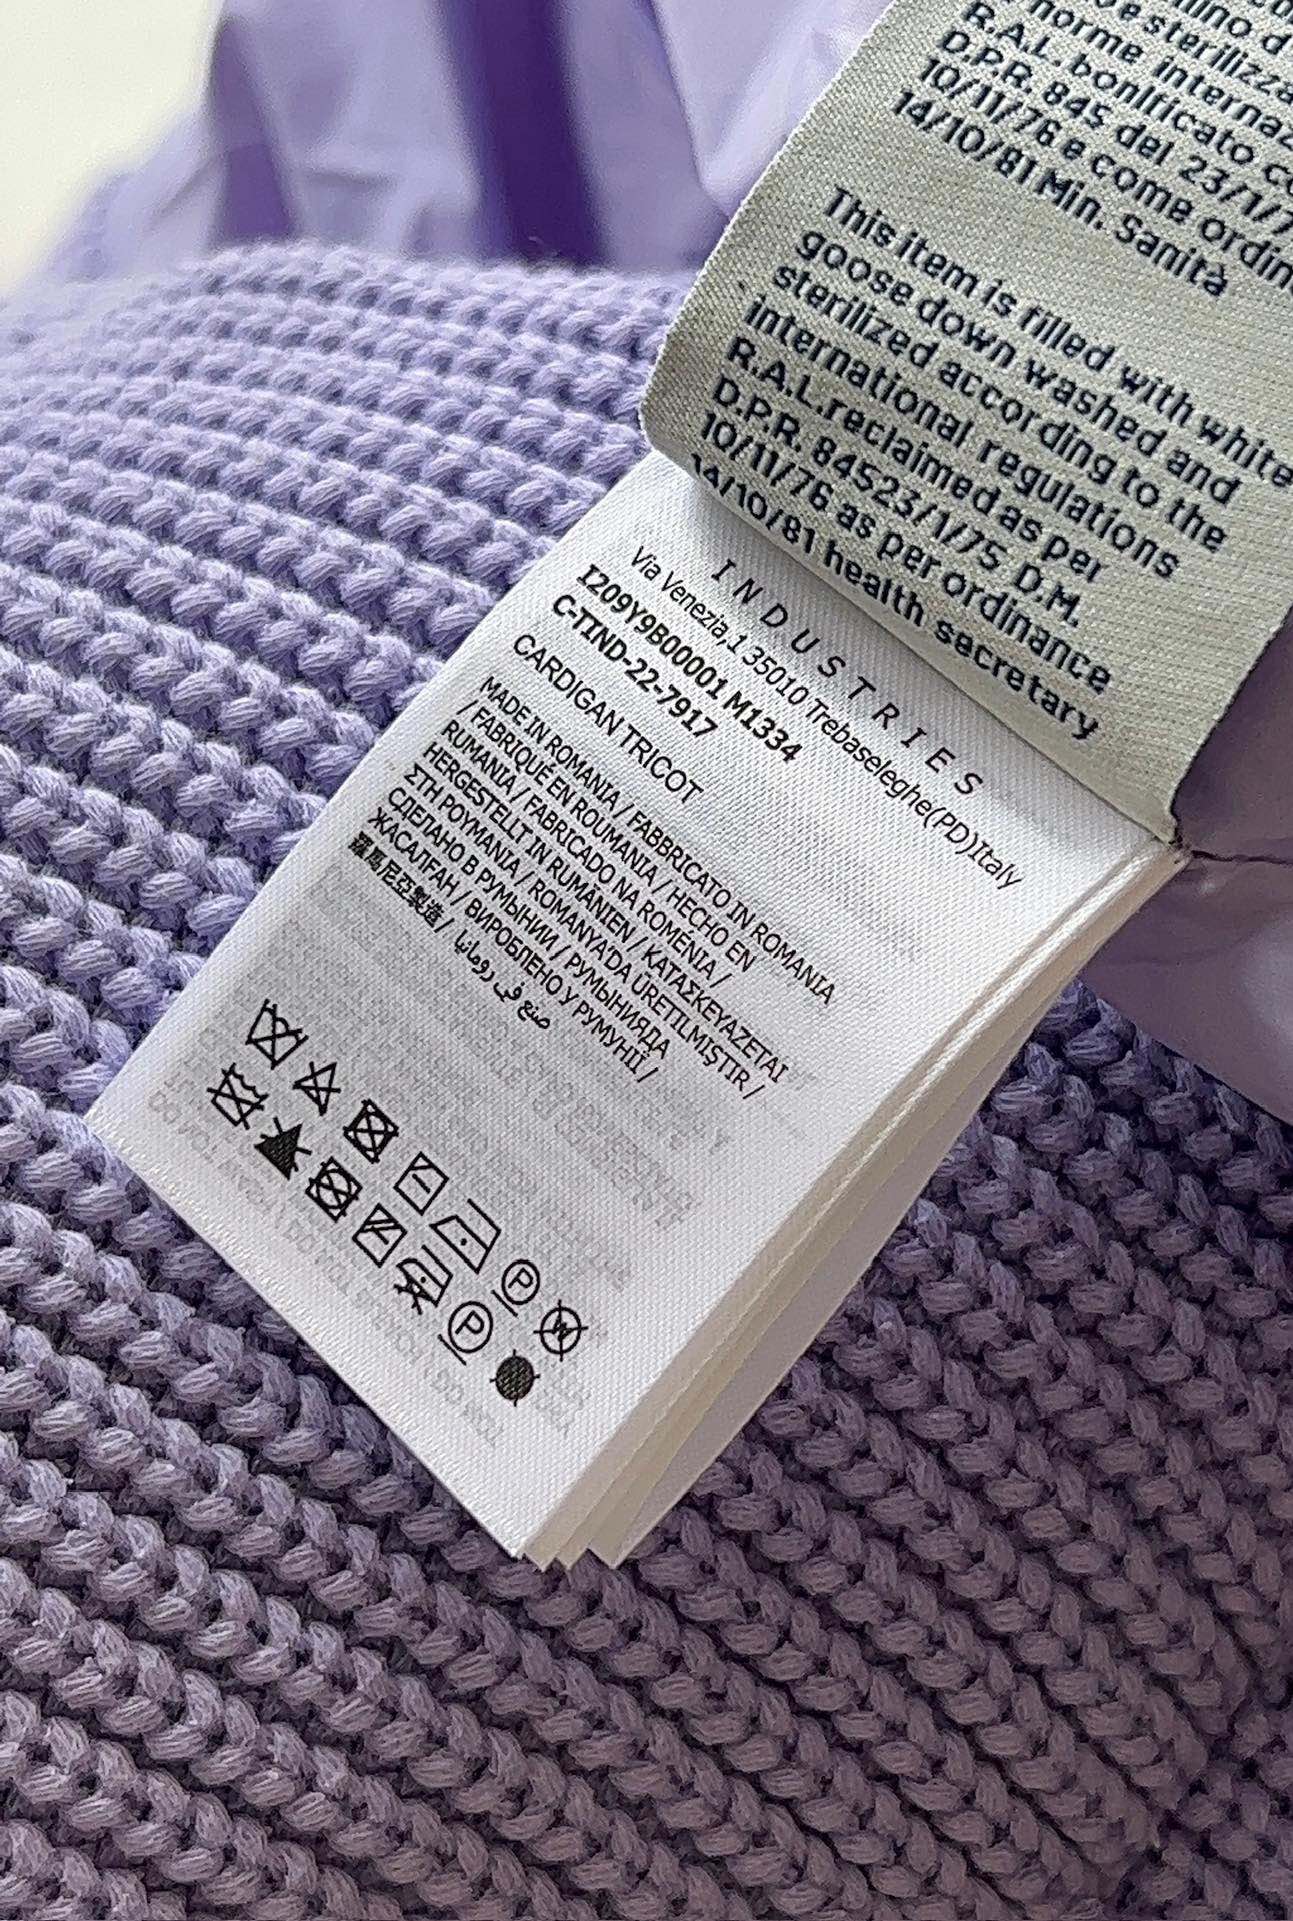 sterilizza
norme internaz
R.A.L. bonificato
D.P.R. 845 del 23/1/7
10/11/76 e come ordin
14/10/81 Min. Sanità
This item is filled with white
goose down washed and
sterilized according to the
international regulations
R.A.L. reclaimed as per
D.P.R. 84523/1/75 D.M.
10/11/76 as per ordinance
14/10/81 health secretary
INDUSTRIES
Via Venezia,1 35010 Trebaseleghe(PD)Italy
I209Y9B00001 M1334
C-TIND-22-7917
CARDIGAN TRICOT
MADE IN ROMANIA / FABBRICATO IN ROMANIA
/ FABRIQUÉ EN ROUMANIE / HECHO EN
RUMANIA / FABRICADO NA ROMÉNIA /
HERGESTELLT IN RUMÄNIEN / ΚΑΤΑΣΚΕΥΑΖΕΤΑΙ
ΣΤΗ ΡΟΥΜΑΝΙΑ / ROMANYA'DA ÜRETILMIŞTIR /
СДЕЛАНО В РУМЫНИИ / РУМЫНИЯДА
ЖАСАЛҒАН / ВИРОБЛЕНО У РУМУНІЇ /
羅馬尼亞製造 / صنع في رومانيا
P
W
P